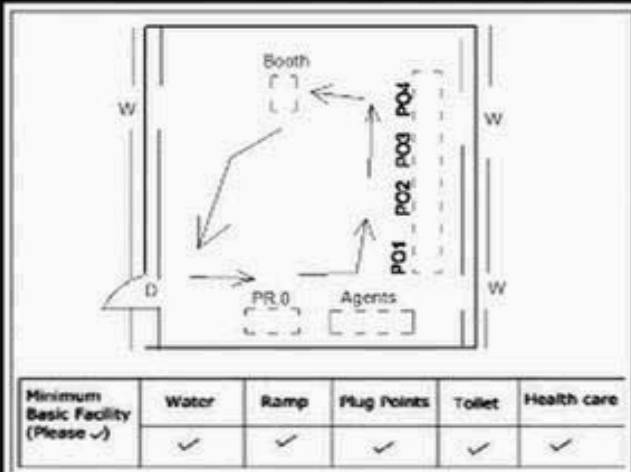 Booth
W
W
PO4
PO3
PO2
PO1
D
PR.0
Agents
W
Minimum Basic Facility (Please ✓)
Water
Ramp
Plug Points
Toilet
Health care
✓ ✓ ✓ ✓ ✓